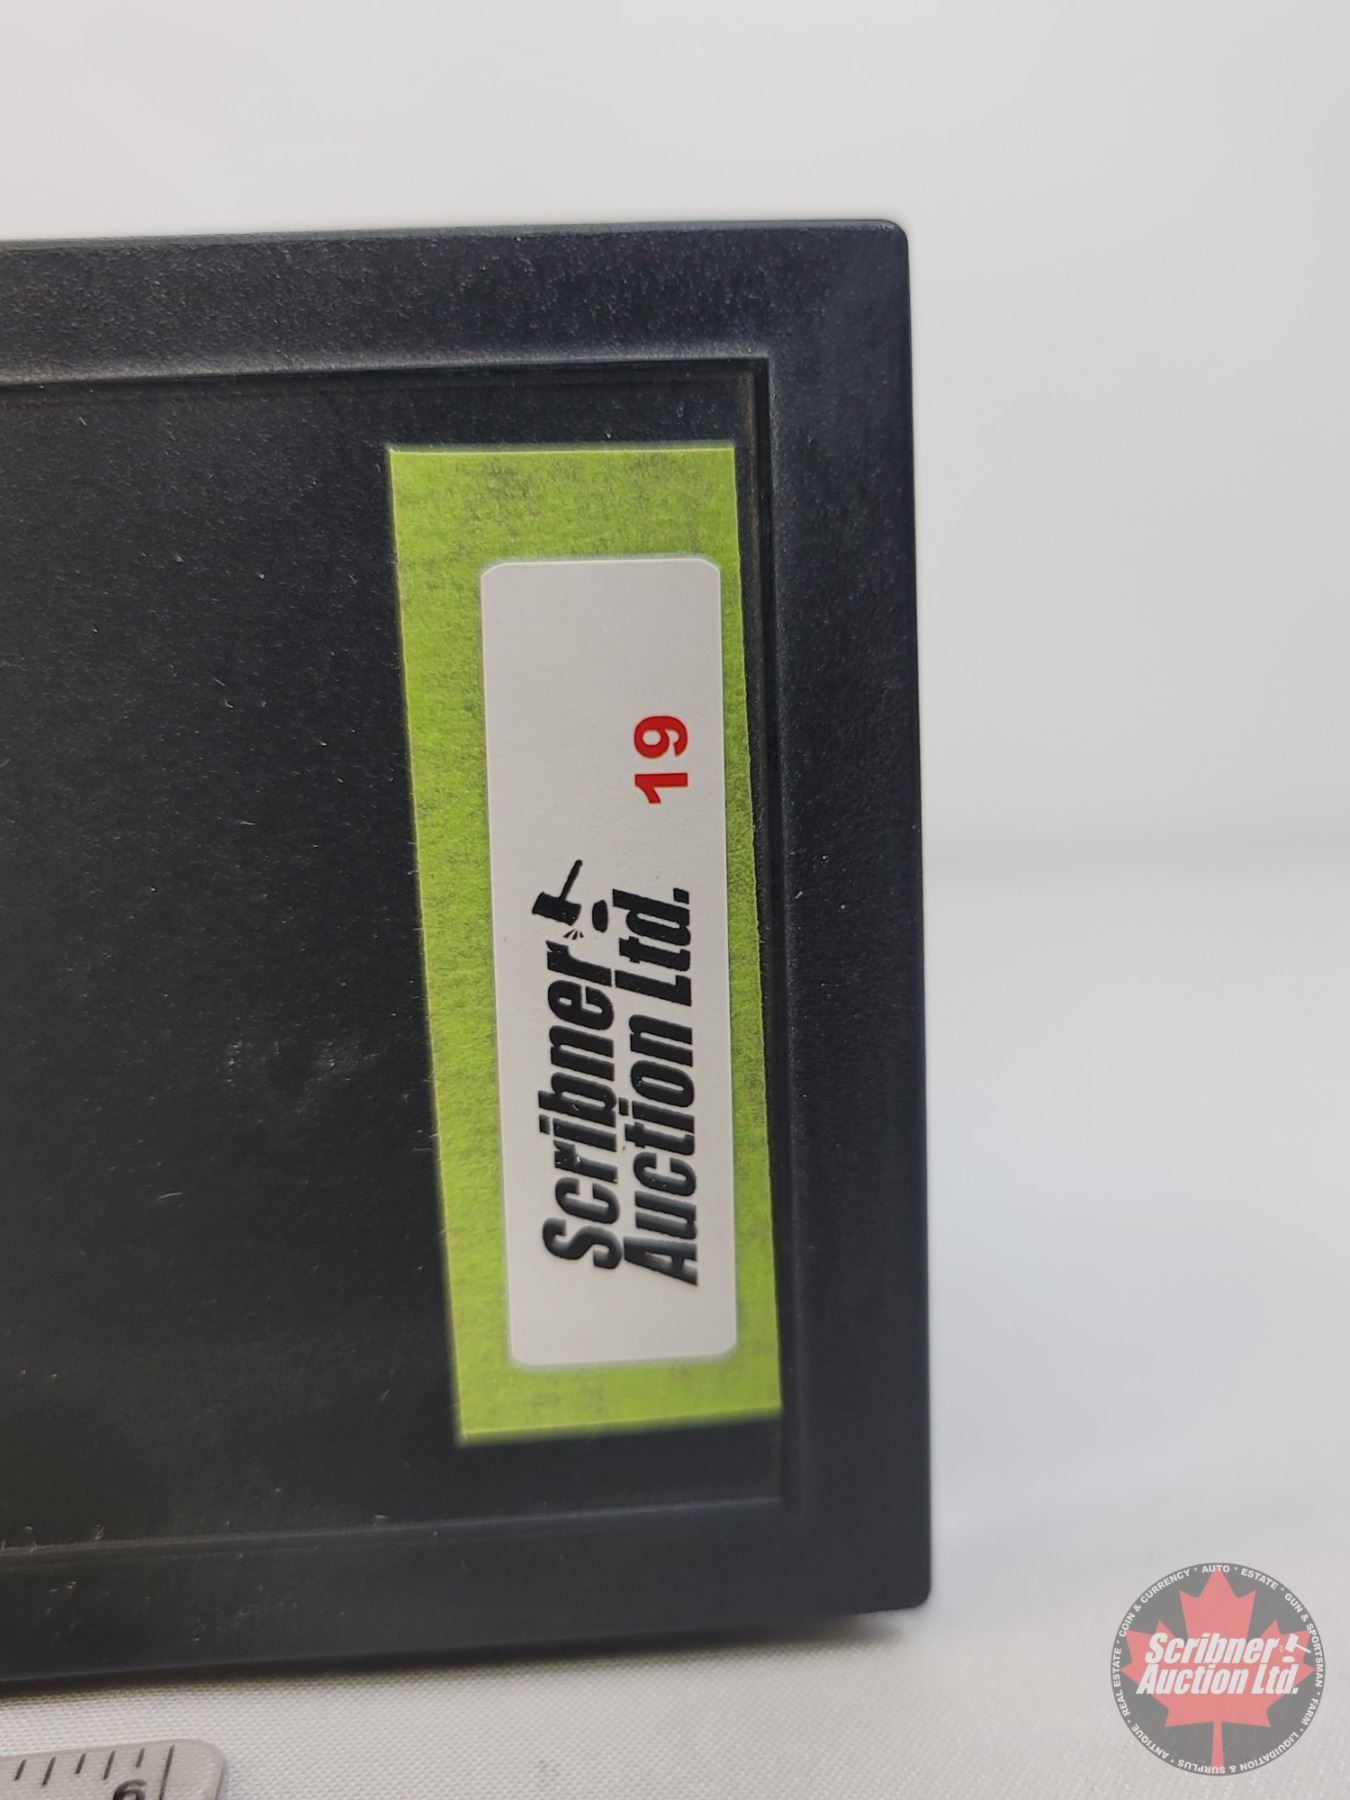 Scribner
Auction Ltd.
19
6
Scribner
Auction Ltd.
COIN & CURRENCY • AUTO • ESTATE • GUN & SPORTSMAN • FARM • LIQUIDATION & SURPLUS • ANTIQUE • REAL ESTATE •